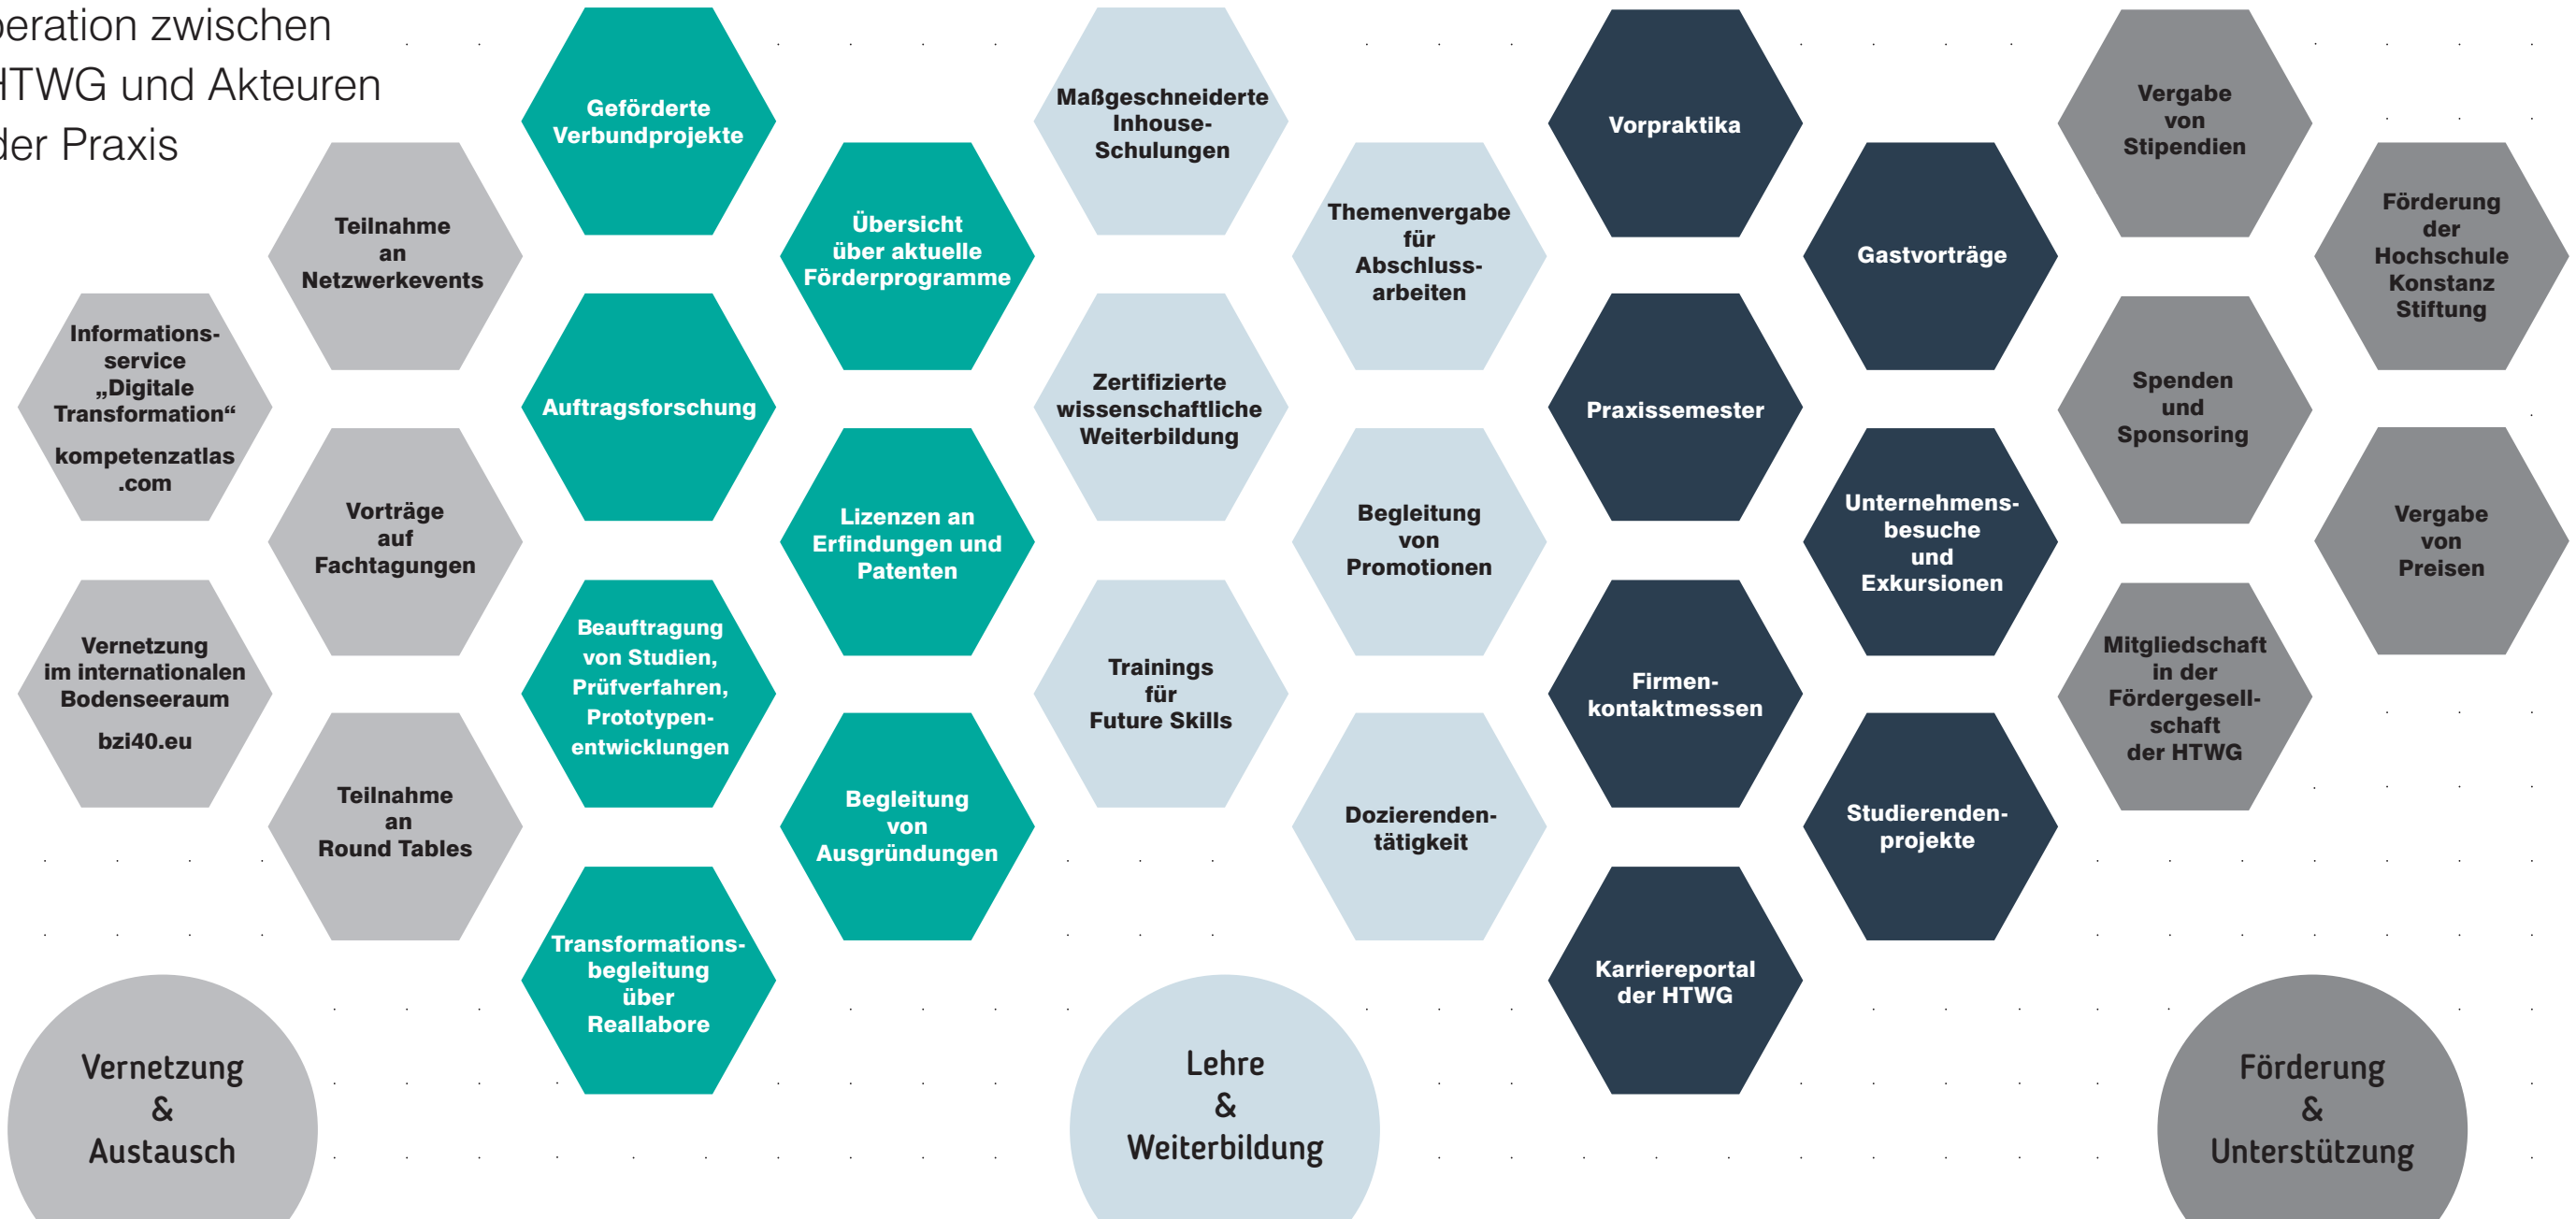 HTWG und Akteuren
der Praxis
zwischen
Informations-
service
„Digitale
Transformation“
kompetenzatlas
.com
Vernetzung
im internationalen
Bodenseeraum
bzi40.eu
Teilnahme
an
Netzwerkevents
Vorträge
auf
Fachtagungen
Teilnahme
an
Round Tables
Geförderte
Verbundprojekte
Auftragsforschung
Beauftragung
von Studien,
Prüfverfahren,
Prototypen-
entwicklungen
Transformations-
begleitung
über
Reallabore
Übersicht
über aktuelle
Förderprogramme
Lizenzen an
Erfindungen und
Patenten
Begleitung
von
Ausgründungen
Maßgeschneiderte
Inhouse-
Schulungen
Zertifizierte
wissenschaftliche
Weiterbildung
Trainings
für
Future Skills
Themenvergabe
für
Abschluss-
arbeiten
Begleitung
von
Promotionen
Dozierenden-
tätigkeit
Vorpraktika
Praxissemester
Firmen-
kontaktmessen
Karriereportal
der HTWG
Gastvorträge
Unternehmens-
besuche
und
Exkursionen
Studierenden-
projekte
Vergabe
von
Stipendien
Spenden
und
Sponsoring
Mitgliedschaft
in der
Fördergesell-
schaft
der HTWG
Förderung
der
Hochschule
Konstanz
Stiftung
Vergabe
von
Preisen
Vernetzung
&
Austausch
Lehre
&
Weiterbildung
Förderung
&
Unterstützung